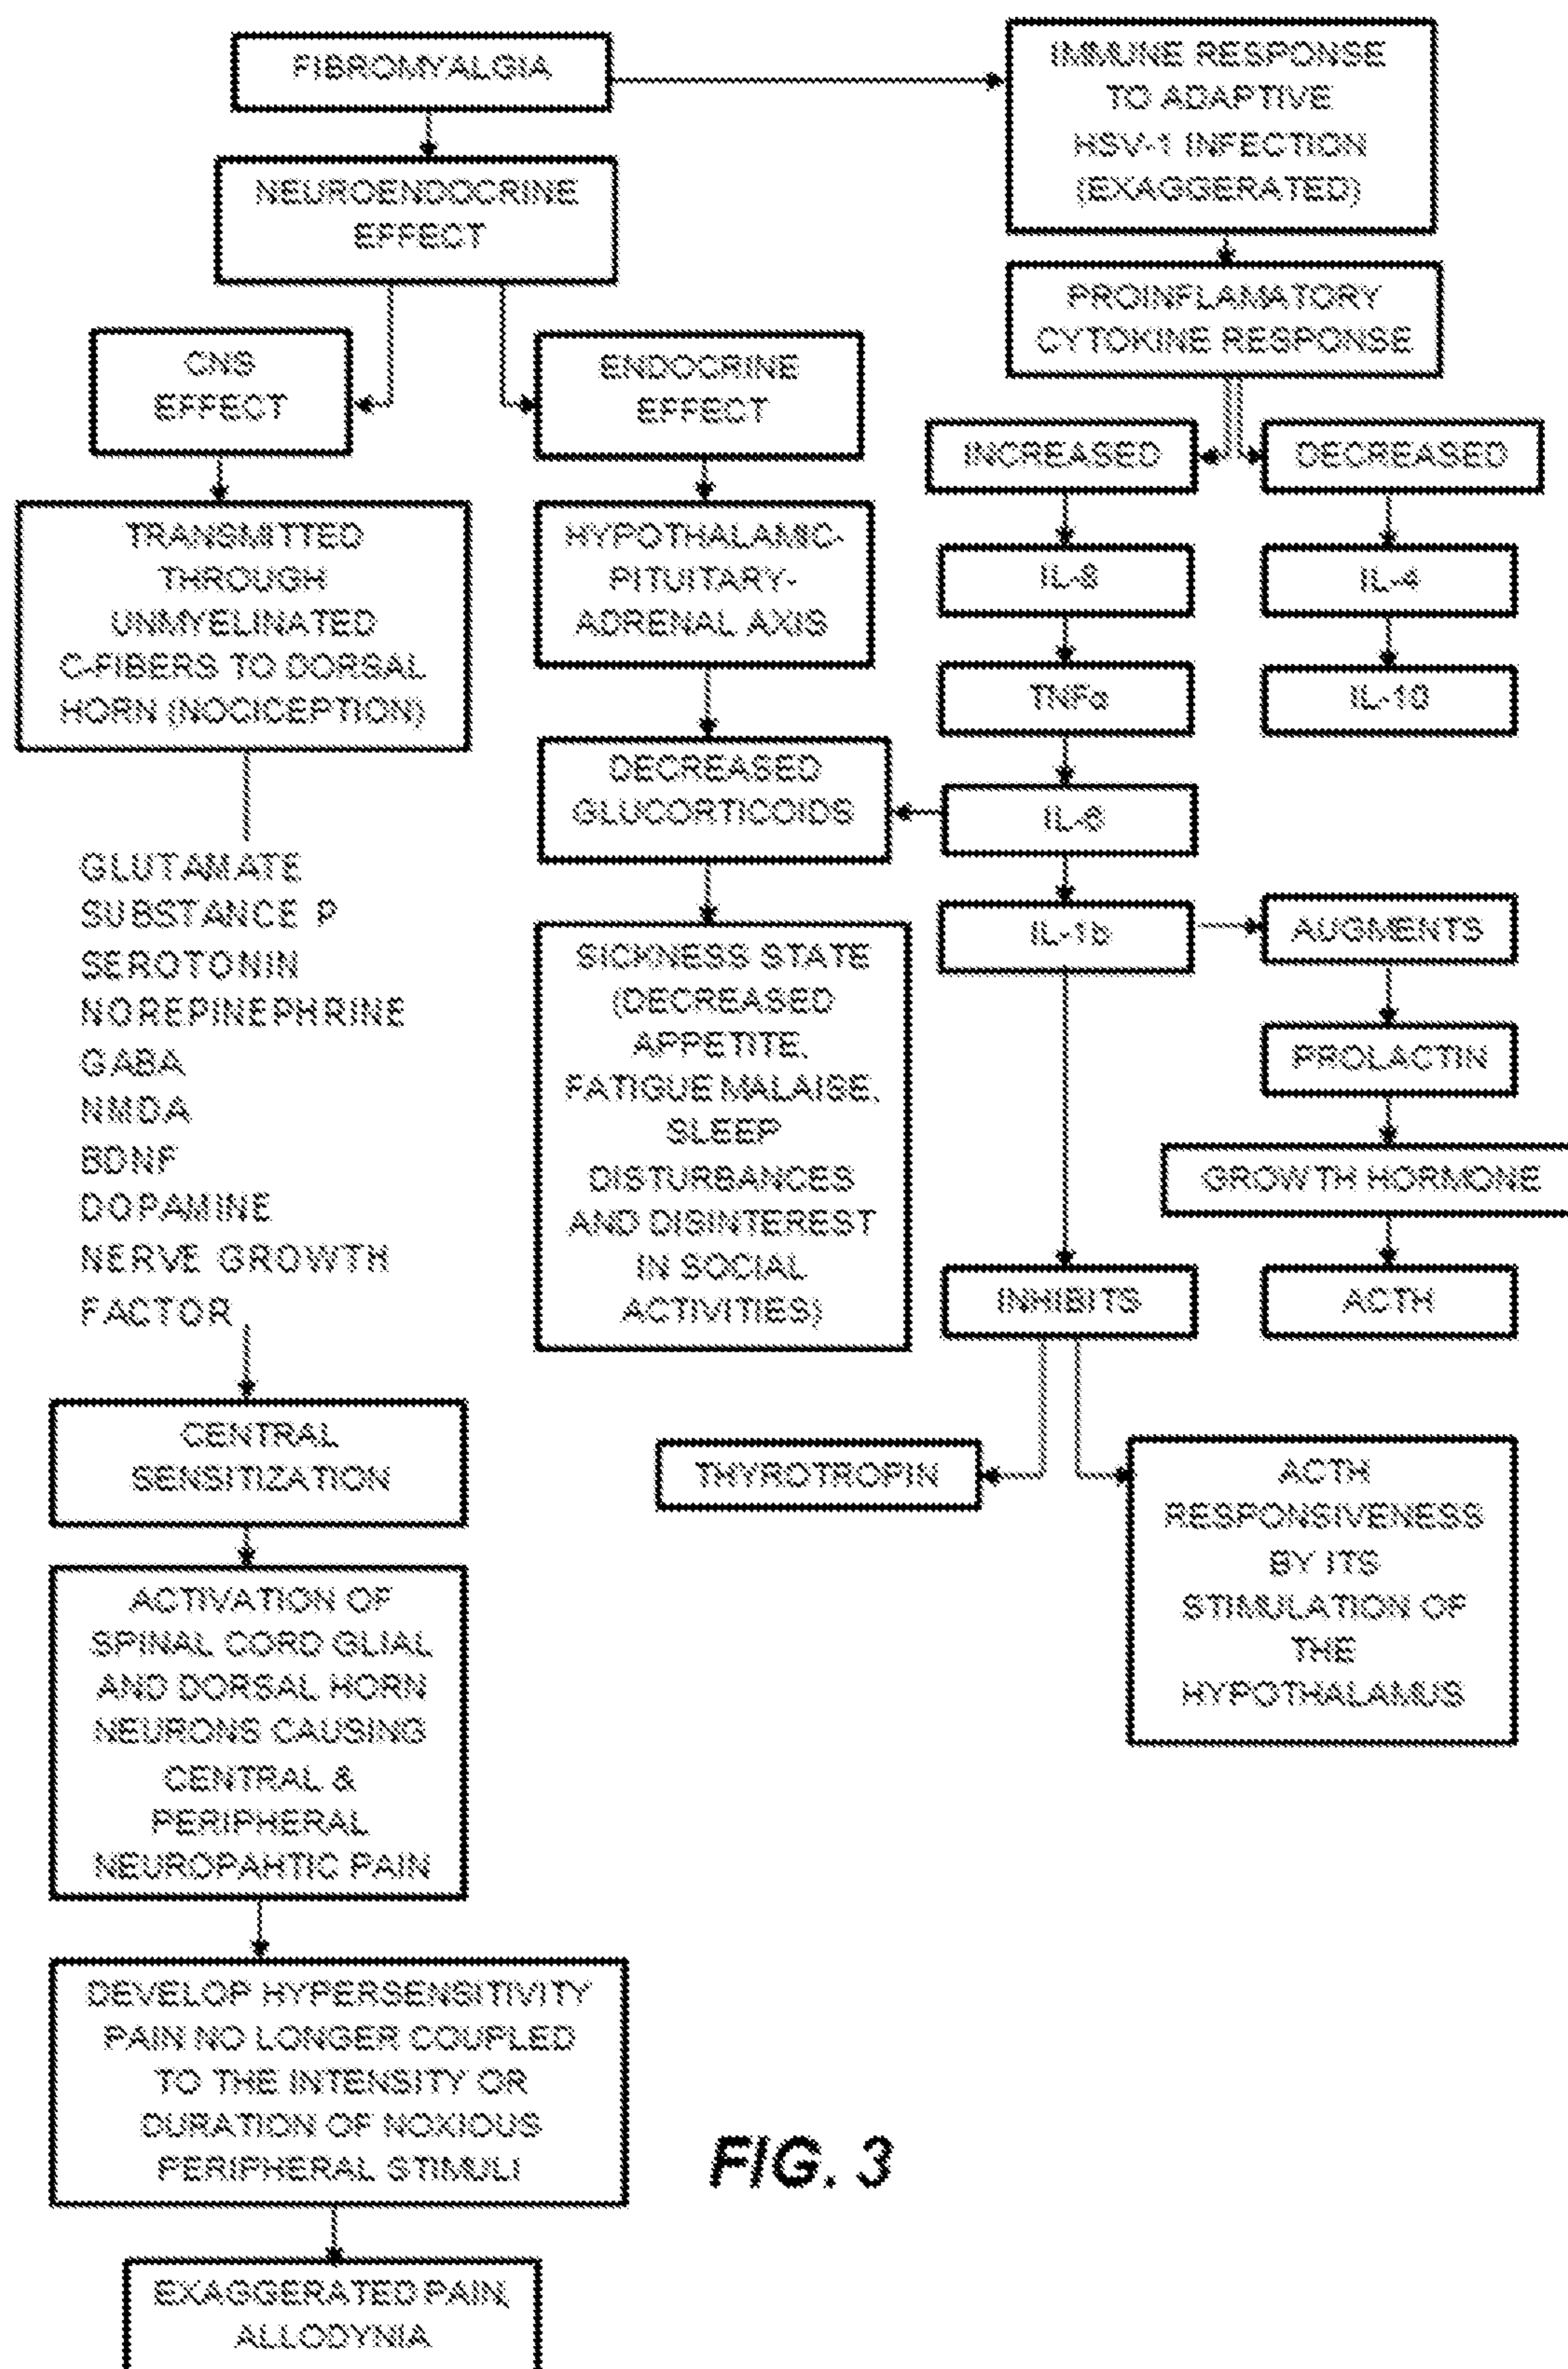 FIBROMYALGIA
IMMUNE RESPONSE
TO ADAPTIVE
HSV-1 INFECTION
(EXAGGERATED)
NEUROENDOCRINE
EFFECT
PROINFLAMATORY
CYTOKINE RESPONSE
CNS
EFFECT
ENDOCRINE
EFFECT
INCREASED
DECREASED
TRANSMITTED
THROUGH
UNMYELINATED
C-FIBERS TO DORSAL
HORN (NOCICEPTION)
HYPOTHALAMIC-
PITUITARY-
ADRENAL AXIS
IL-8
IL-4
TNFα
IL-10
DECREASED
GLUCORTICOIDS
IL-6
IL-1b
AUGMENTS
GLUTAMATE
SUBSTANCE P
SEROTONIN
NOREPINEPHRINE
GABA
NMDA
BDNF
DOPAMINE
NERVE GROWTH
FACTOR
SICKNESS STATE
(DECREASED
APPETITE,
FATIGUE MALAISE,
SLEEP
DISTURBANCES
AND DISINTEREST
IN SOCIAL
ACTIVITIES)
PROLACTIN
GROWTH HORMONE
INHIBITS
ACTH
CENTRAL
SENSITIZATION
THYROTROPIN
ACTH
RESPONSIVENESS
BY ITS
STIMULATION OF
THE
HYPOTHALAMUS
ACTIVATION OF
SPINAL CORD GLIAL
AND DORSAL HORN
NEURONS CAUSING
CENTRAL &
PERIPHERAL
NEUROPAHTIC PAIN
DEVELOP HYPERSENSITIVITY
PAIN NO LONGER COUPLED
TO THE INTENSITY OR
DURATION OF NOXIOUS
PERIPHERAL STIMULI
FIG. 3
EXAGGERATED PAIN,
ALLODYNIA